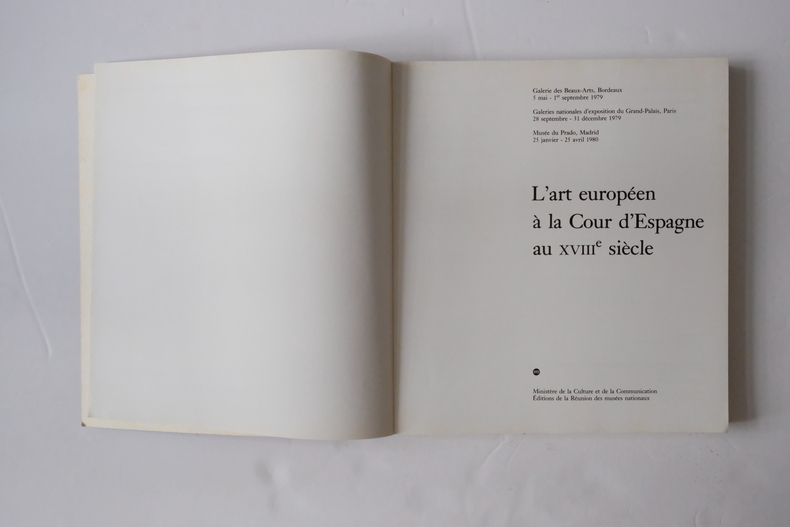 Galerie des Beaux-Arts, Bordeaux
5 mai - 1er septembre 1979
Galeries nationales d'exposition du Grand-Palais, Paris
28 septembre - 31 décembre 1979
Musée du Prado, Madrid
25 janvier - 25 avril 1980
L'art européen
à la Cour d'Espagne
au XVIIIe siècle
Ministère de la Culture et de la Communication
Éditions de la Réunion des musées nationaux